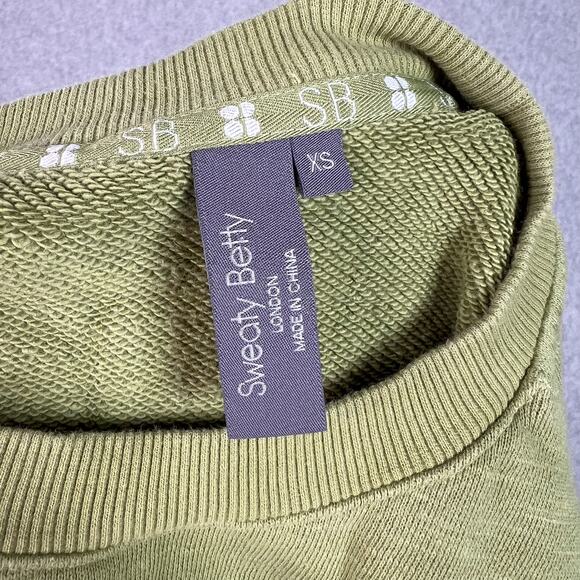 SB SB
XS
Sweaty Betty
LONDON
MADE IN CHINA